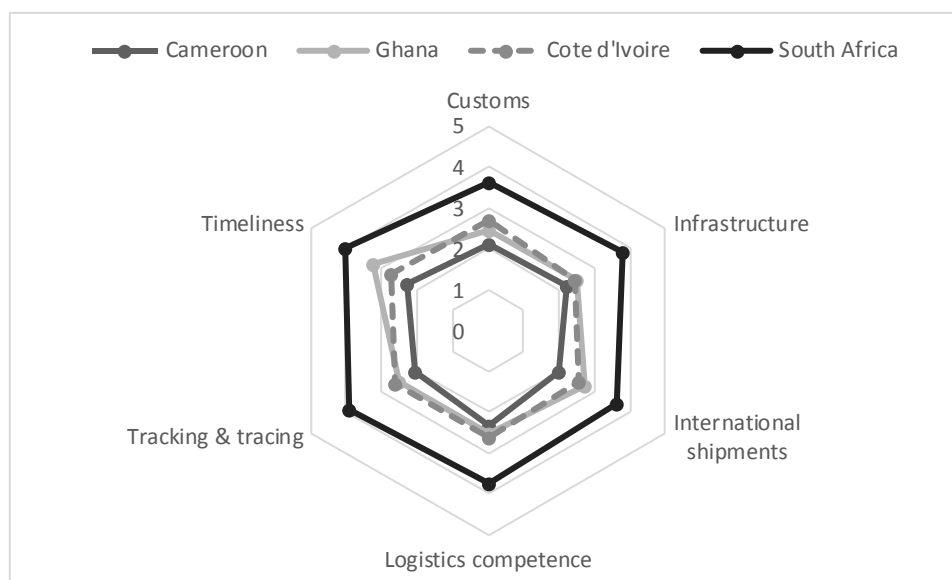 Cameroon Ghana Cote d'Ivoire South Africa
Customs
5
4
3
2
1
0
Timeliness
Infrastructure
Tracking & tracing
International
shipments
Logistics competence